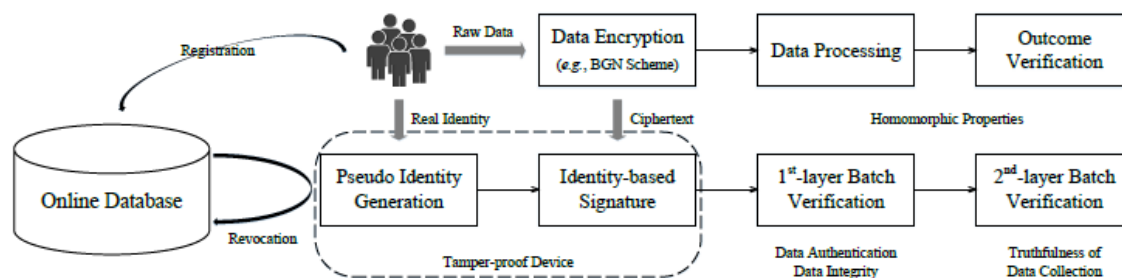 Registration
Raw Data
Data Encryption
(e.g., BGN Scheme)
Data Processing
Outcome
Verification
Real Identity
Ciphertext
Homomorphic Properties
Online Database
Pseudo Identity
Generation
Identity-based
Signature
1st-layer Batch
Verification
2nd-layer Batch
Verification
Revocation
Tamper-proof Device
Data Authentication
Data Integrity
Truthfulness of
Data Collection